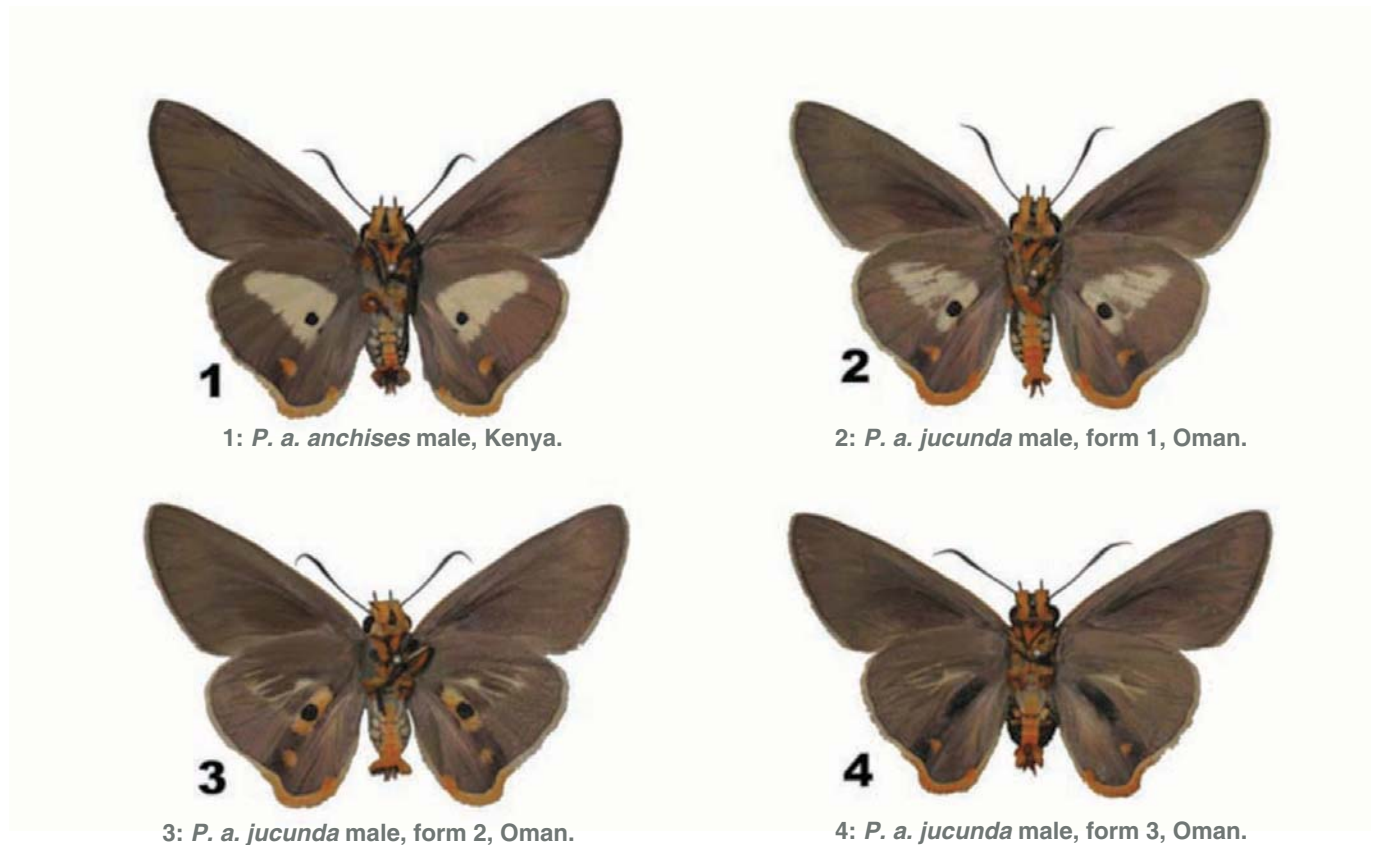 1
2
1: P. a. anchises male, Kenya.
2: P. a. jucunda male, form 1, Oman.
3
4
3: P. a. jucunda male, form 2, Oman.
4: P. a. jucunda male, form 3, Oman.